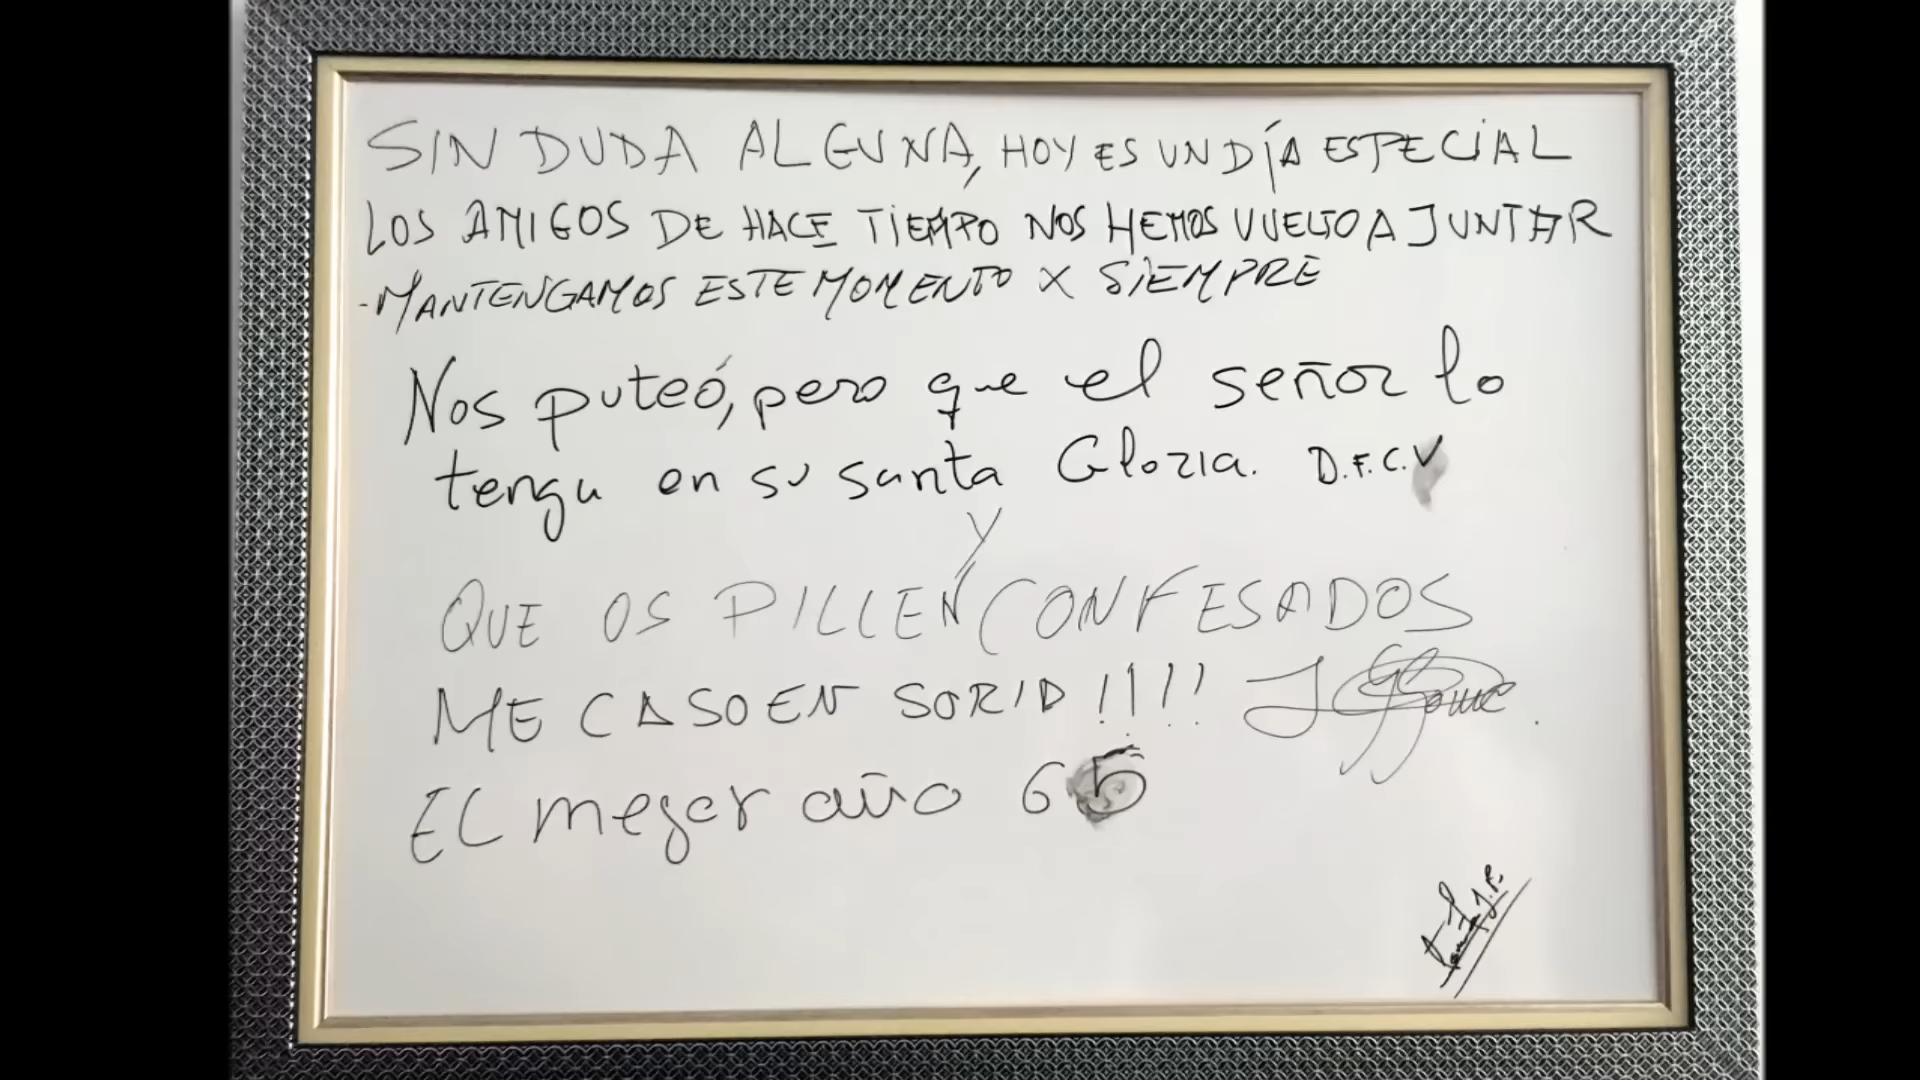 SIN DUDA ALGUNA, HOY ES UN DÍA ESPECIAL
LOS AMIGOS DE HACE TIEMPO NOS HEMOS VUELTO A JUNTAR
-MANTENGAMOS ESTE MOMENTO X SIEMPRE
Nos puteó, pero que el señor lo
tenga en su santa Gloria. D.F.C.V
QUE OS PILLEN Y CONFESADOS
ME CASO EN SORID!!!!
EL mejor año 65